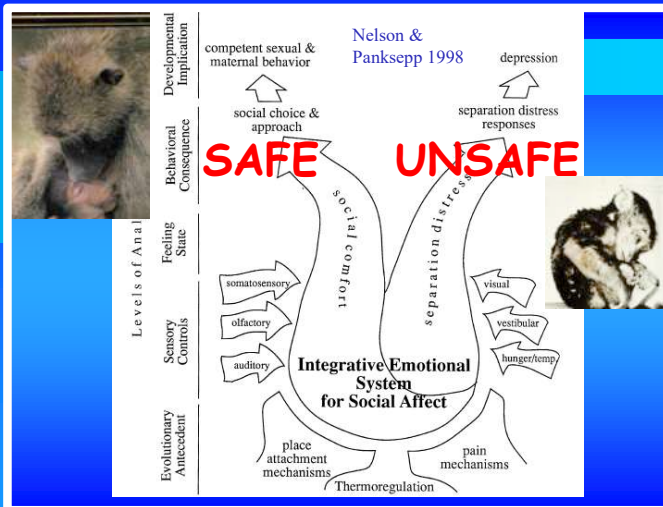 Nelson &
Panksepp 1998
Developmental
Implication
competent sexual &
maternal behavior
depression
Behavioral
Consequence
social choice &
approach
separation distress
responses
SAFE
UNSAFE
Levels of Anal
Feeling
State
social comfort
separation distress
Sensory
Controls
somatosensory
olfactory
auditory
visual
vestibular
hunger/temp.
Integrative Emotional
System
for Social Affect
Evolutionary
Antecedent
place
attachment
mechanisms
pain
mechanisms
Thermoregulation